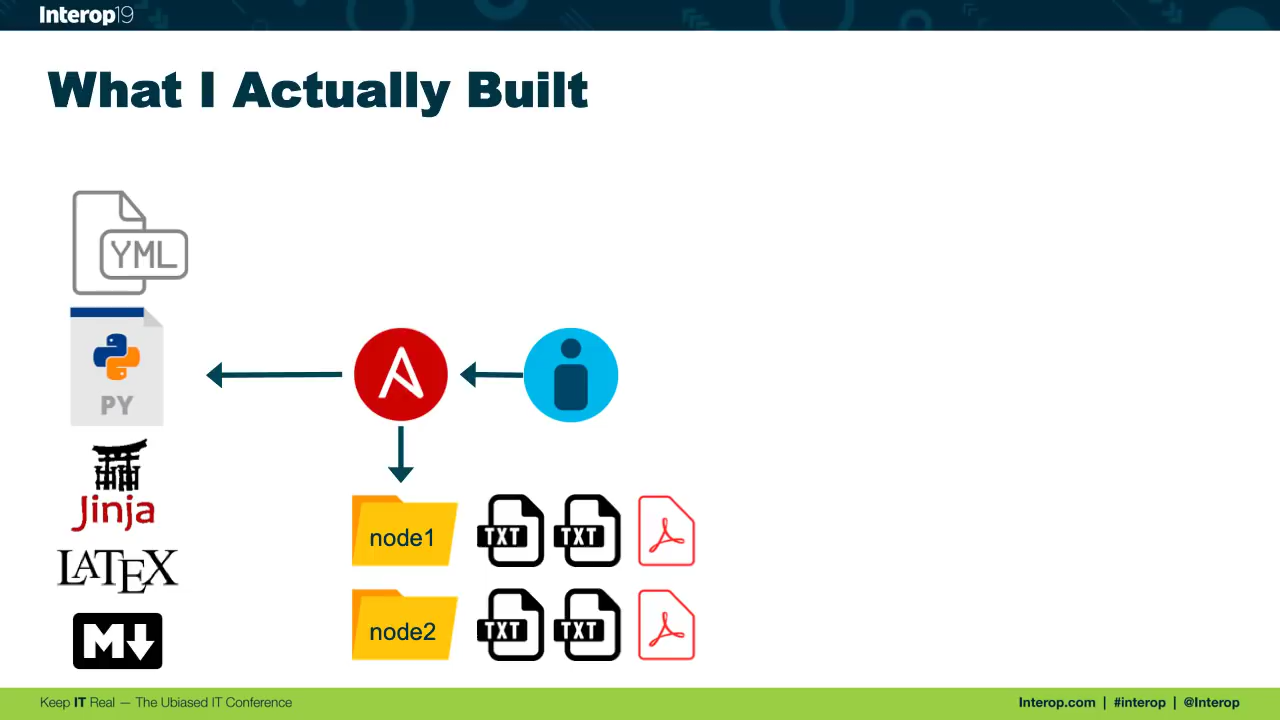 Interop19
What I Actually Built
YML
PY
Jinja
LATEX
M
node1
TXT
TXT
node2
TXT
TXT
Keep IT Real — The Ubiased IT Conference
Interop.com | #interop | @Interop